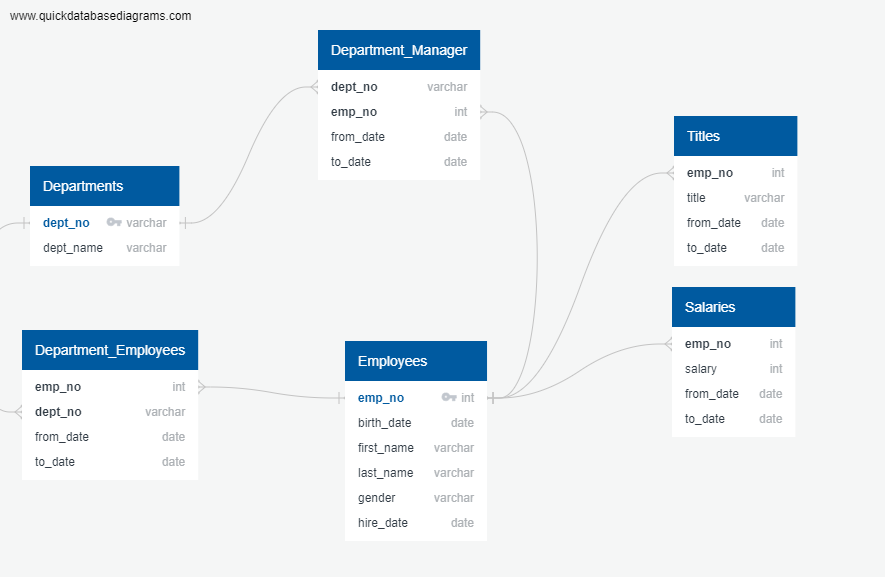 www.quickdatabasediagrams.com
Department_Manager
dept_no varchar
emp_no int
from_date date
to_date date
Titles
emp_no int
title varchar
from_date date
to_date date
Departments
dept_no varchar
dept_name varchar
Salaries
emp_no int
salary int
from_date date
to_date date
Department_Employees
emp_no int
dept_no varchar
from_date date
to_date date
Employees
emp_no int
birth_date date
first_name varchar
last_name varchar
gender varchar
hire_date date